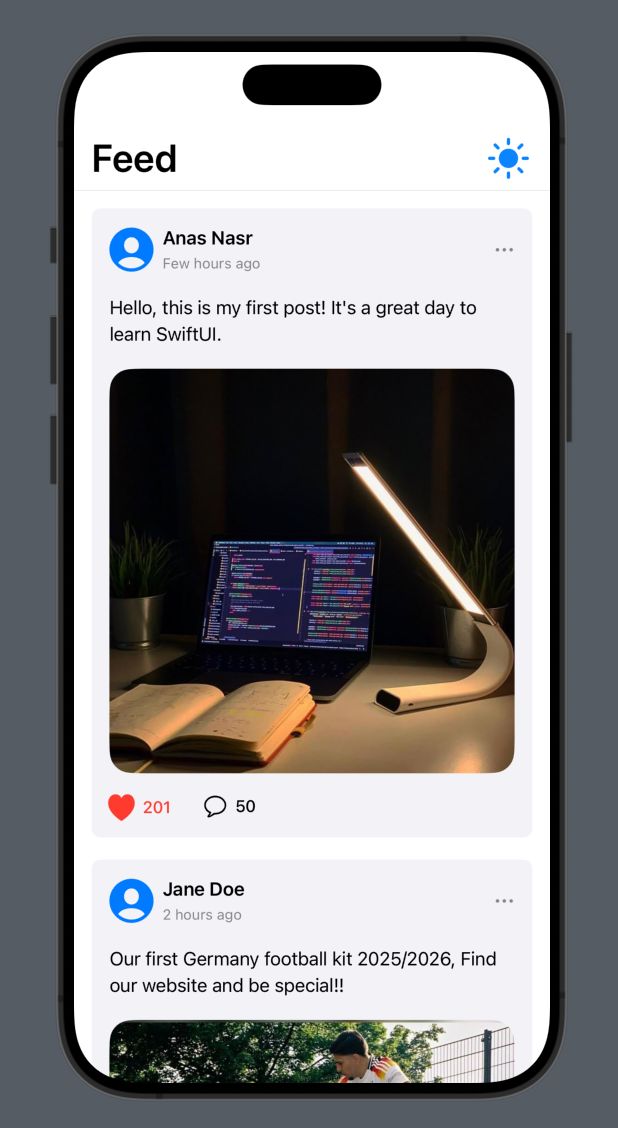 Feed
Anas Nasr
Few hours ago
Hello, this is my first post! It's a great day to
learn SwiftUI.
201
50
Jane Doe
2 hours ago
Our first Germany football kit 2025/2026, Find
our website and be special!!